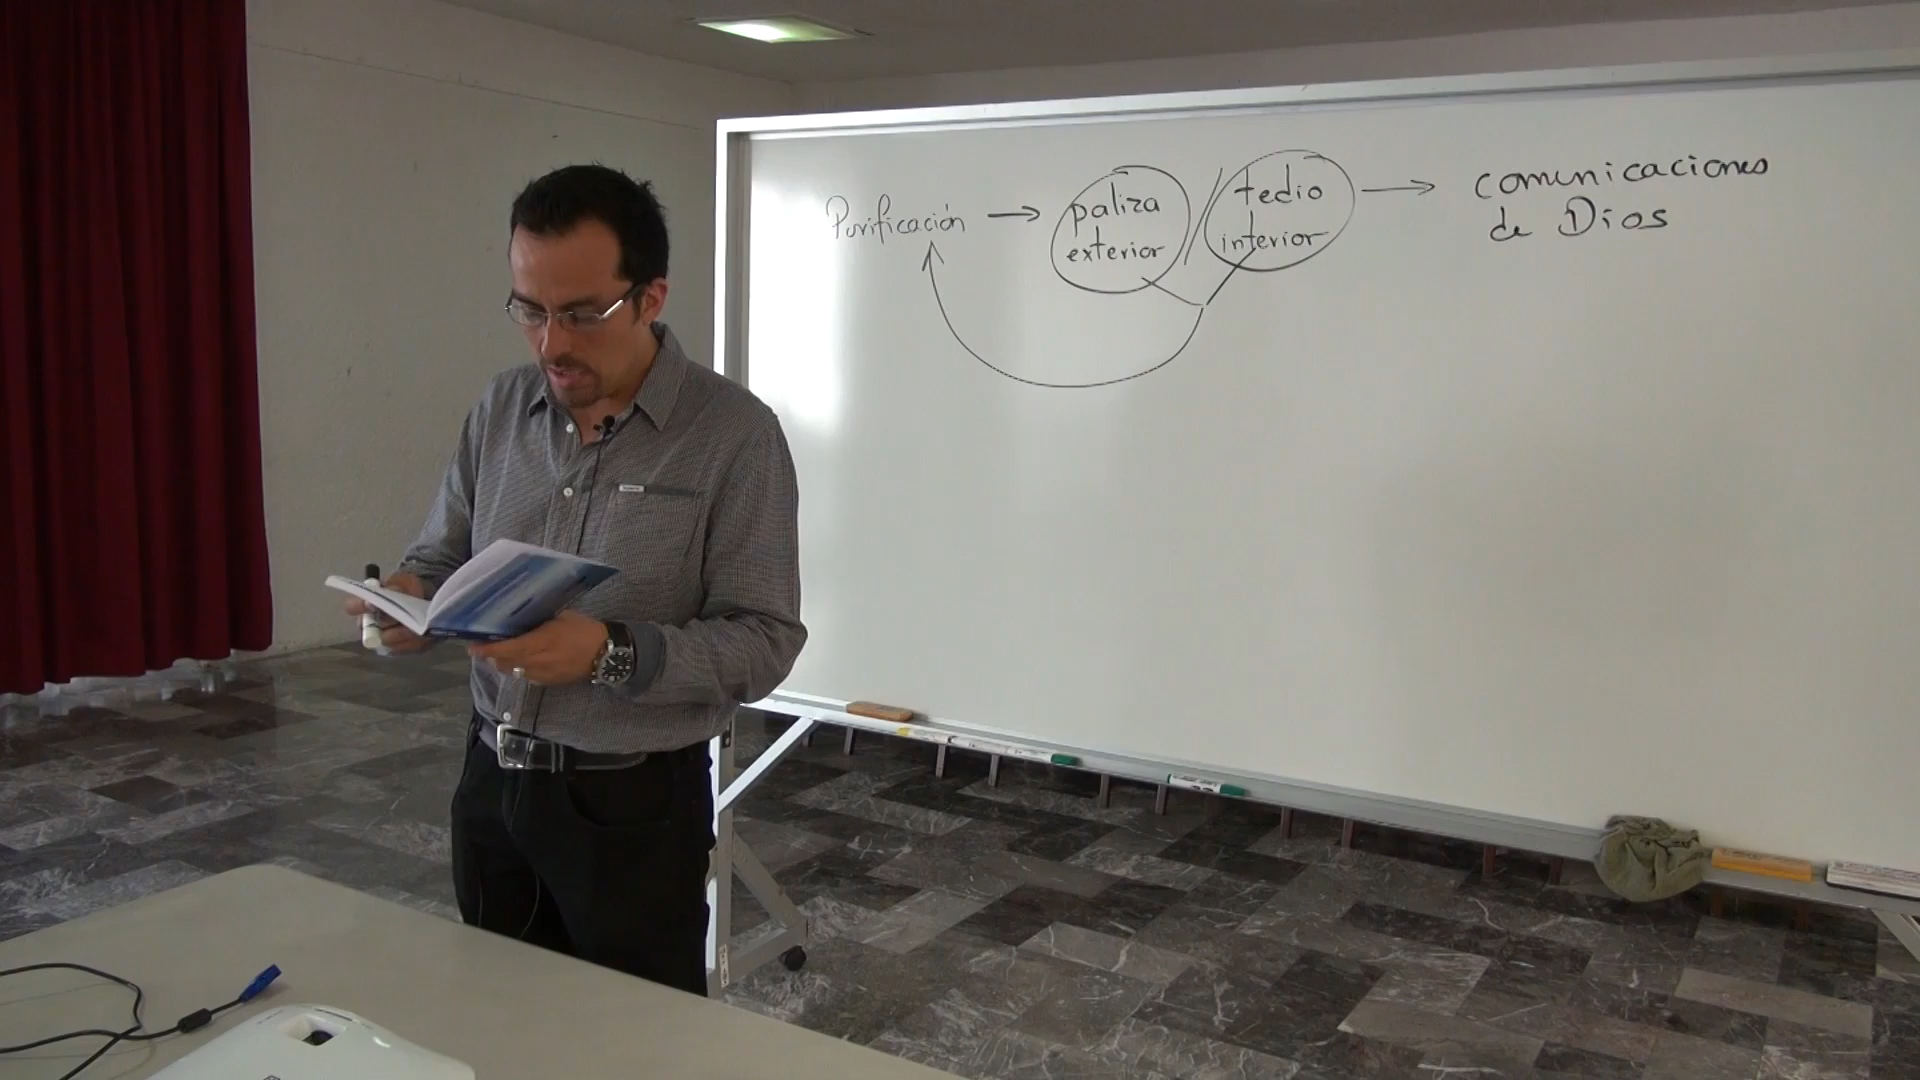 Purificación → paliza exterior / tedio interior → comunicaciones de Dios